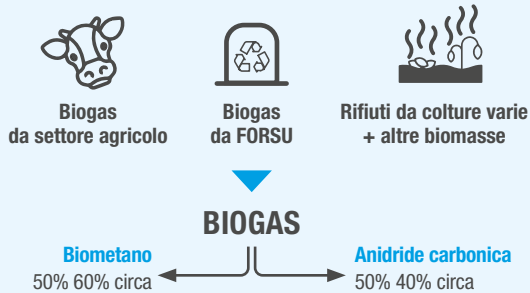 Biogas
da settore agricolo
Biogas
da FORSU
Rifiuti da colture varie
+ altre biomasse
BIOGAS
Biometano
50% 60% circa
Anidride carbonica
50% 40% circa